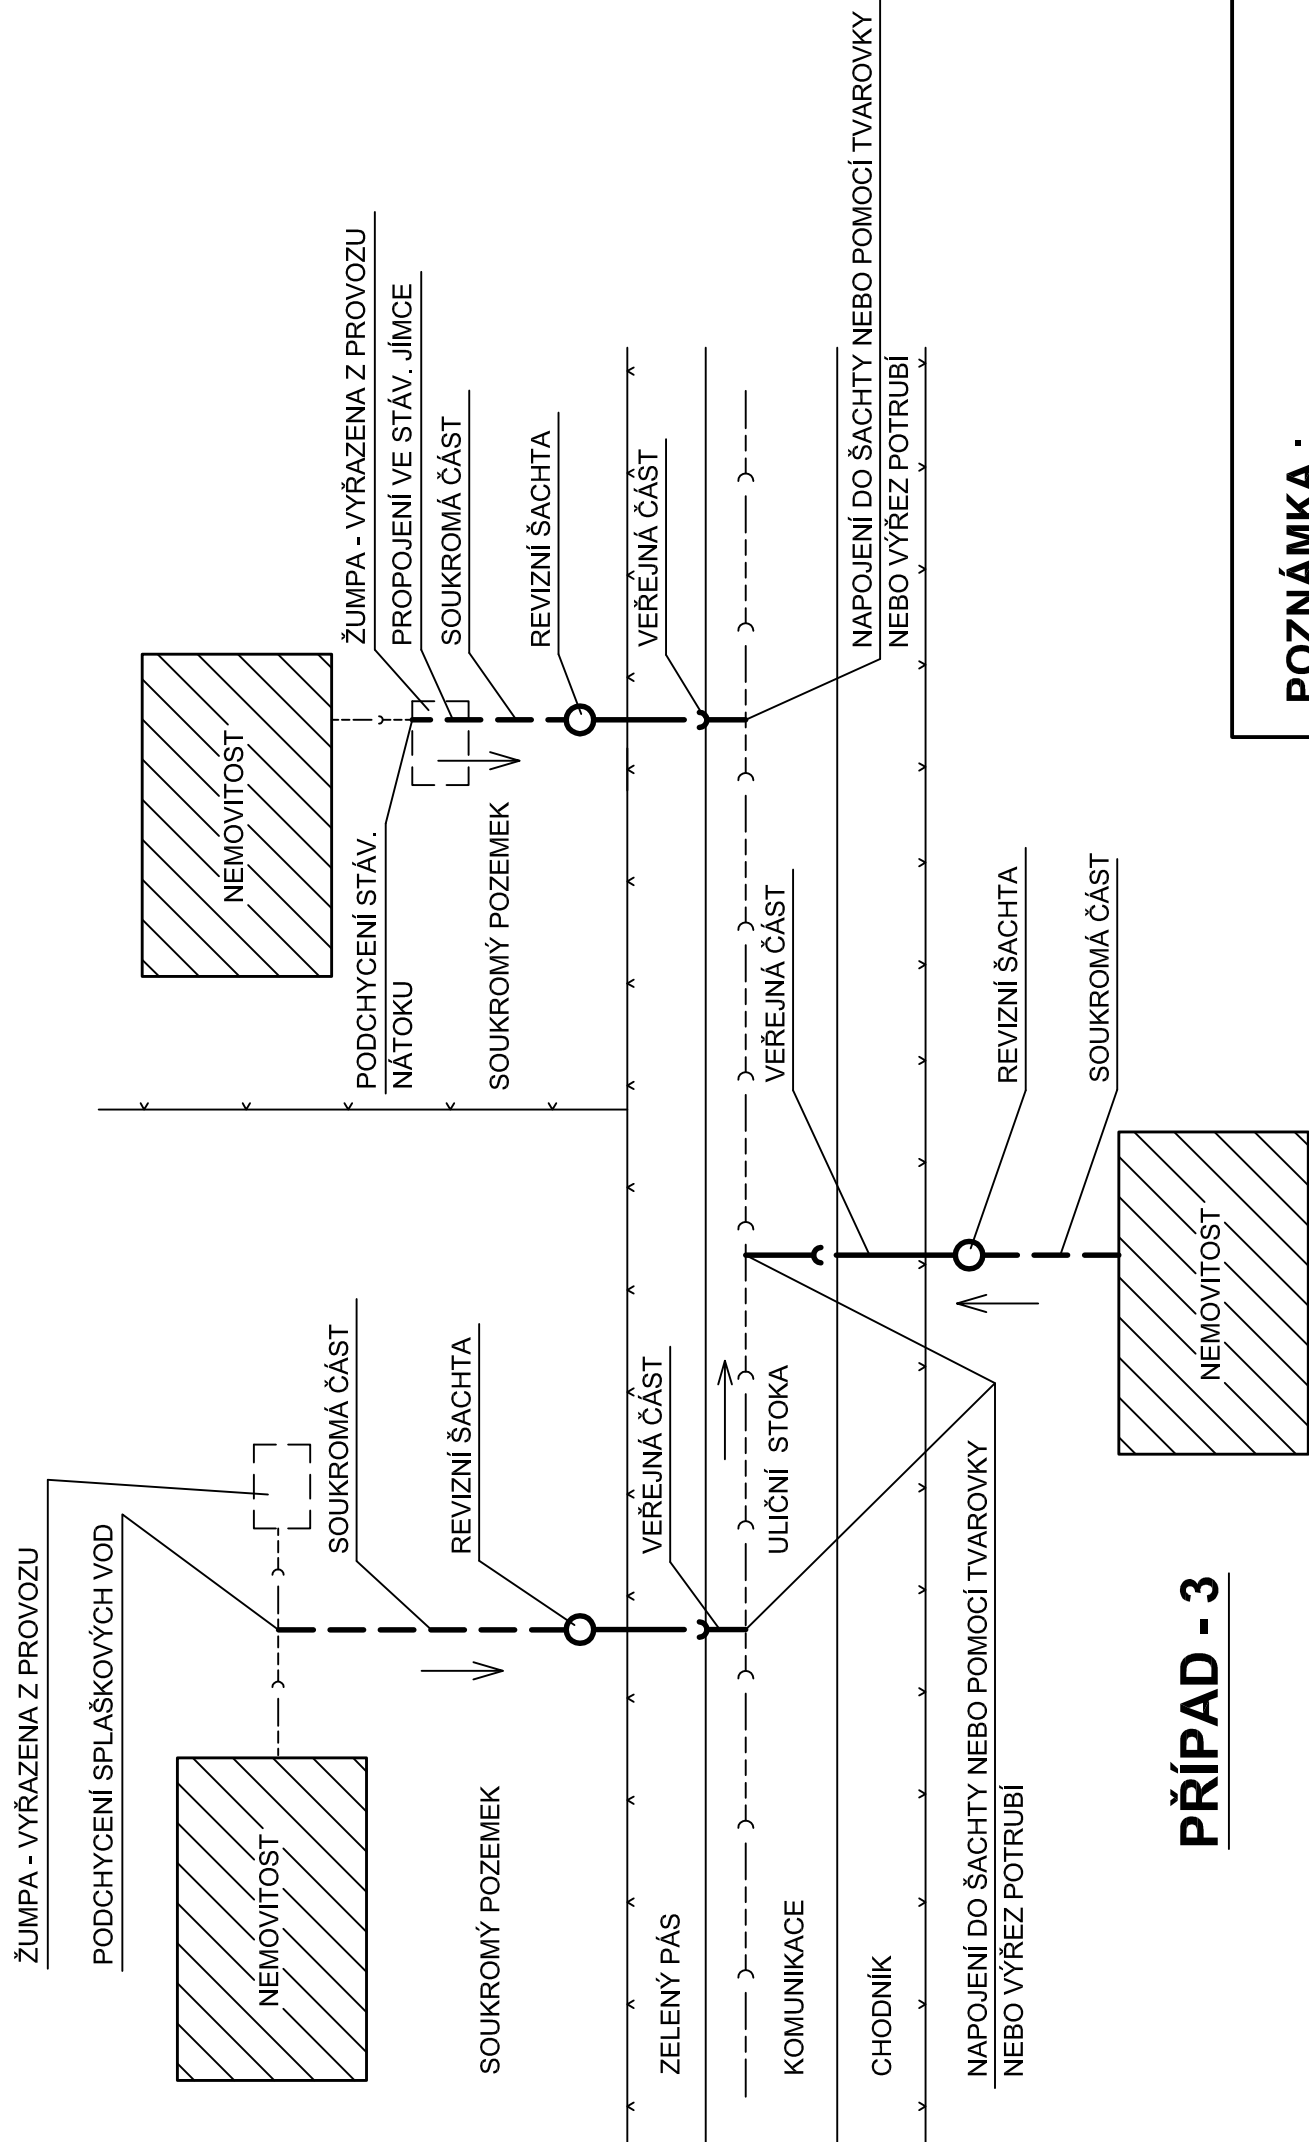 ŽUMPA - VYŘAZENA Z PROVOZU
PODCHYCENÍ SPLAŠKOVÝCH VOD
NEMOVITOST
SOUKROMÁ ČÁST
REVIZNÍ ŠACHTA
SOUKROMÝ POZEMEK
VEŘEJNÁ ČÁST
ZELENÝ PÁS
ULIČNÍ STOKA
KOMUNIKACE
CHODNÍK
NAPOJENÍ DO ŠACHTY NEBO POMOCÍ TVAROVKY
NEBO VÝŘEZ POTRUBÍ
PŘÍPAD - 3
NEMOVITOST
ŽUMPA - VYŘAZENA Z PROVOZU
PROPOJENÍ VE STÁV. JÍMCE
SOUKROMÁ ČÁST
PODCHYCENÍ STÁV.
NÁTOKU
SOUKROMÝ POZEMEK
REVIZNÍ ŠACHTA
VEŘEJNÁ ČÁST
NAPOJENÍ DO ŠACHTY NEBO POMOCÍ TVAROVKY
NEBO VÝŘEZ POTRUBÍ
VEŘEJNÁ ČÁST
REVIZNÍ ŠACHTA
SOUKROMÁ ČÁST
NEMOVITOST
POZNÁMKA